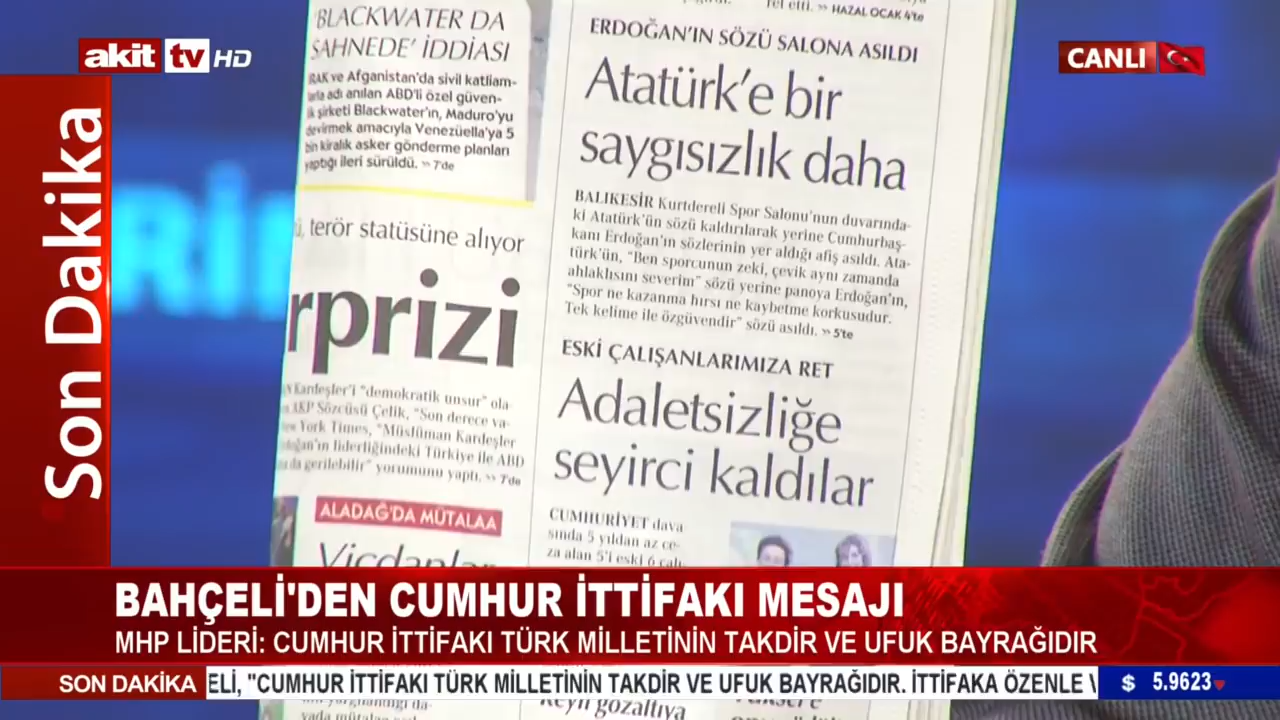 akit tv HD
CANLI
Son Dakika
'BLACKWATER DA
SAHNEDE' İDDİASI
IRAK ve Afganistan'da sivil katliam-
larla adı anılan ABD'li özel güven-
lik şirketi Blackwater'ın, Maduro'yu
devirmek amacıyla Venezüella'ya 5
bin kiralık asker gönderme planları
yaptığı ileri sürüldü. >> 7'de
terör statüsüne alıyor
rprizi
Kardeşler'i "demokratik unsur" ola-
AKP Sözcüsü Çelik, "Son derece va-
York Times, "Müslüman Kardeşler
liderliğindeki Türkiye ile ABD
gerilebilir" yorumunu yaptı. >> 7'de
ALADAĞ'DA MÜTALAA
Vicdanlar
ret etti. >> HAZAL OCAK 4'te
ERDOĞAN'IN SÖZÜ SALONA ASILDI
Atatürk'e bir
saygısızlık daha
BALIKESİR Kurtdereli Spor Salonu'nun duvarında-
ki Atatürk'ün sözü kaldırılarak yerine Cumhurbaş-
kanı Erdoğan'ın sözlerinin yer aldığı afiş asıldı. Ata-
türk'ün, "Ben sporcunun zeki, çevik aynı zamanda
ahlaklısını severim" sözü yerine panoya Erdoğan'ın,
"Spor ne kazanma hırsı ne kaybetme korkusudur.
Tek kelime ile özgüvendir" sözü asıldı. >> 5'te
ESKİ ÇALIŞANLARIMIZA RET
Adaletsizliğe
seyirci kaldılar
CUMHURİYET dava
sında 5 yıldan az ce-
za alan 5'i eski 6 çalı-
BAHÇELİ'DEN CUMHUR İTTİFAKI MESAJI
MHP LİDERİ: CUMHUR İTTİFAKI TÜRK MİLLETİNİN TAKDİR VE UFUK BAYRAĞIDIR
SON DAKİKA ELİ, "CUMHUR İTTİFAKI TÜRK MİLLETİNİN TAKDİR VE UFUK BAYRAĞIDIR. İTTİFAKA ÖZENLE V
$ 5.9623
gözaltıya